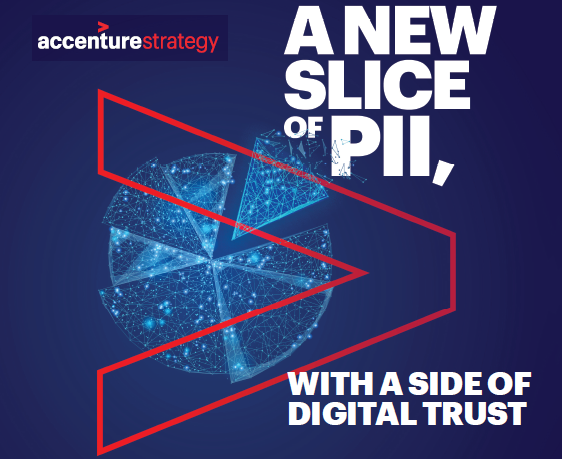 accenturestrategy
A NEW
SLICE
OF PII,
WITH A SIDE OF
DIGITAL TRUST